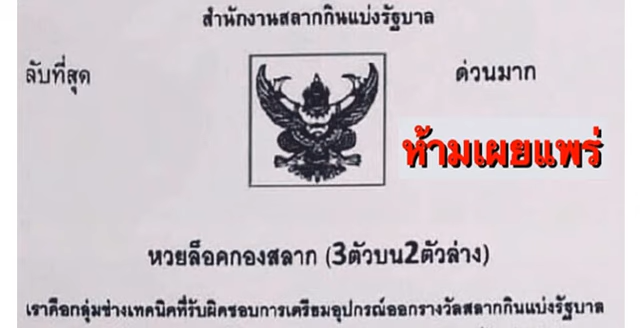 สำนักงานสลากกินแบ่งรัฐบาล
ลับที่สุด
ด่วนมาก
ห้ามเผยแพร่
หวยล็อคกองสลาก (3ตัวบน2ตัวล่าง)
เราคือกลุ่มช่างเทคนิคที่รับผิดชอบการเตรียมอุปกรณ์ออกรางวัลสลากกินแบ่งรัฐบาล